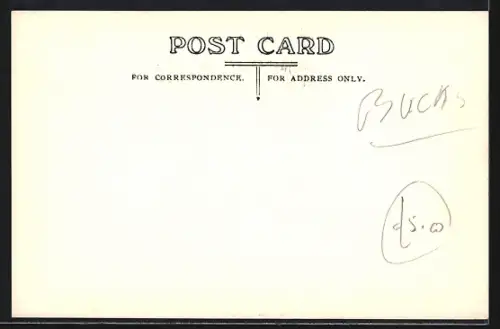 POST CARD
FOR CORRESPONDENCE. FOR ADDRESS ONLY.
BUCKS
£5.00